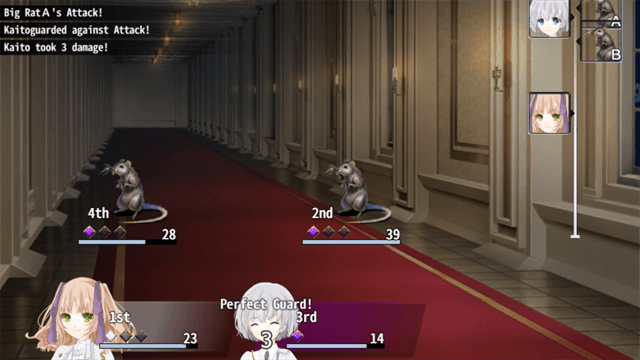 Big Rat A's Attack!
Kaitoguarded against Attack!
Kaito took 3 damage!
A
B
4th
28
2nd
39
Perfect Guard!
1st
23
3
3rd
14